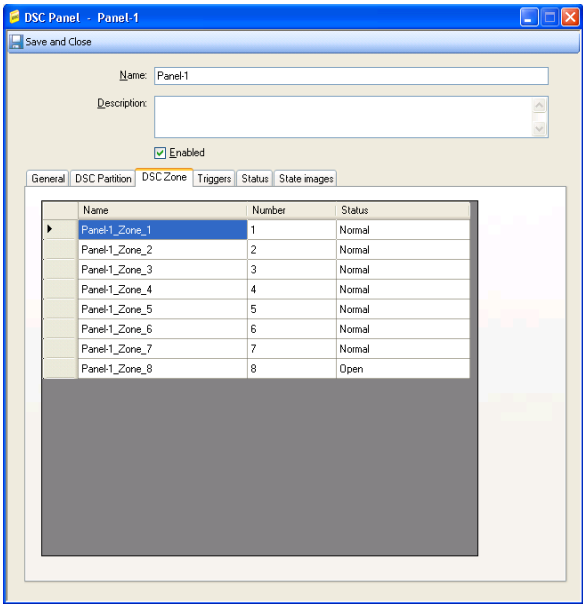 DSC Panel - Panel-1
Save and Close
Name: Panel-1
Description:
Enabled
General DSC Partition DSC Zone Triggers Status State images
Name Number Status
Panel-1_Zone_1 1 Normal
Panel-1_Zone_2 2 Normal
Panel-1_Zone_3 3 Normal
Panel-1_Zone_4 4 Normal
Panel-1_Zone_5 5 Normal
Panel-1_Zone_6 6 Normal
Panel-1_Zone_7 7 Normal
Panel-1_Zone_8 8 Open